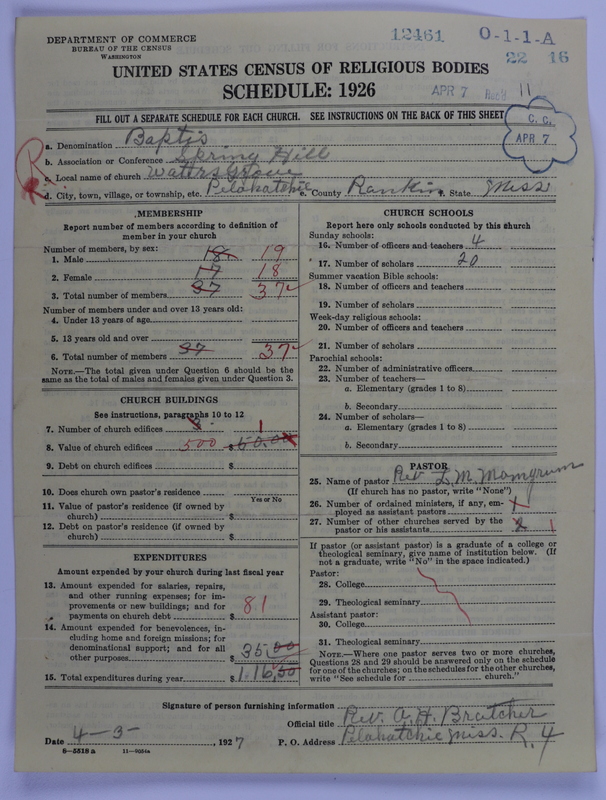 DEPARTMENT OF COMMERCE
BUREAU OF THE CENSUS
WASHINGTON
12461 O-1-1-A
22 16
UNITED STATES CENSUS OF RELIGIOUS BODIES
SCHEDULE: 1926
APR 7 Rec'd 11
FILL OUT A SEPARATE SCHEDULE FOR EACH CHURCH. SEE INSTRUCTIONS ON THE BACK OF THIS SHEET
C. C.
APR 7
R
a. Denomination Baptis
b. Association or Conference Spring Hill
c. Local name of church Waters Grove
d. City, town, village, or township, etc. Pelahatchie e. County Rankin f. State Miss
MEMBERSHIP
Report number of members according to definition of member in your church
Number of members, by sex:
1. Male 18 19
2. Female 17 18
3. Total number of members 37 37
Number of members under and over 13 years old:
4. Under 13 years of age
5. 13 years old and over
6. Total number of members 37 37
NOTE.—The total given under Question 6 should be the
same as the total of males and females given under Question 3.
CHURCH BUILDINGS
See instructions, paragraphs 10 to 12
7. Number of church edifices 1
8. Value of church edifices 500 $
9. Debt on church edifices $
10. Does church own pastor's residence
Yes or No
11. Value of pastor's residence (if owned by
church) $
12. Debt on pastor's residence (if owned by
church) $
EXPENDITURES
Amount expended by your church during last fiscal year
13. Amount expended for salaries, repairs,
and other running expenses; for im-
provements or new buildings; and for
payments on church debt $ 81
14. Amount expended for benevolences, in-
cluding home and foreign missions; for
denominational support; and for all
other purposes $ 35,00
15. Total expenditures during year $ 1.16,00
CHURCH SCHOOLS
Report here only schools conducted by this church
Sunday schools:
16. Number of officers and teachers 4
17. Number of scholars 20
Summer vacation Bible schools:
18. Number of officers and teachers
19. Number of scholars
Week-day religious schools:
20. Number of officers and teachers
21. Number of scholars
Parochial schools:
22. Number of administrative officers
23. Number of teachers—
a. Elementary (grades 1 to 8)
b. Secondary
24. Number of scholars—
a. Elementary (grades 1 to 8)
b. Secondary
PASTOR
25. Name of pastor Rev L. M.
(If church has no pastor, write "None")
26. Number of ordained ministers, if any, em-
ployed as assistant pastors
27. Number of other churches served by the
pastor or his assistants 2 1
If pastor (or assistant pastor) is a graduate of a college or
theological seminary, give name of institution below. (If
not a graduate, write "No" in the space indicated.)
Pastor:
28. College
29. Theological seminary
Assistant pastor:
30. College
31. Theological seminary
NOTE.—Where one pastor serves two or more churches,
Questions 28 and 29 should be answered only on the schedule
for one of the churches; on the schedules for the other churches,
write "See schedule for church."
Signature of person furnishing information
Official title Rev. A. H. Bratcher
Date 4-3-, 1927 P. O. Address Pelahatchie Miss. R. 4
8-5518 a 11-9054a